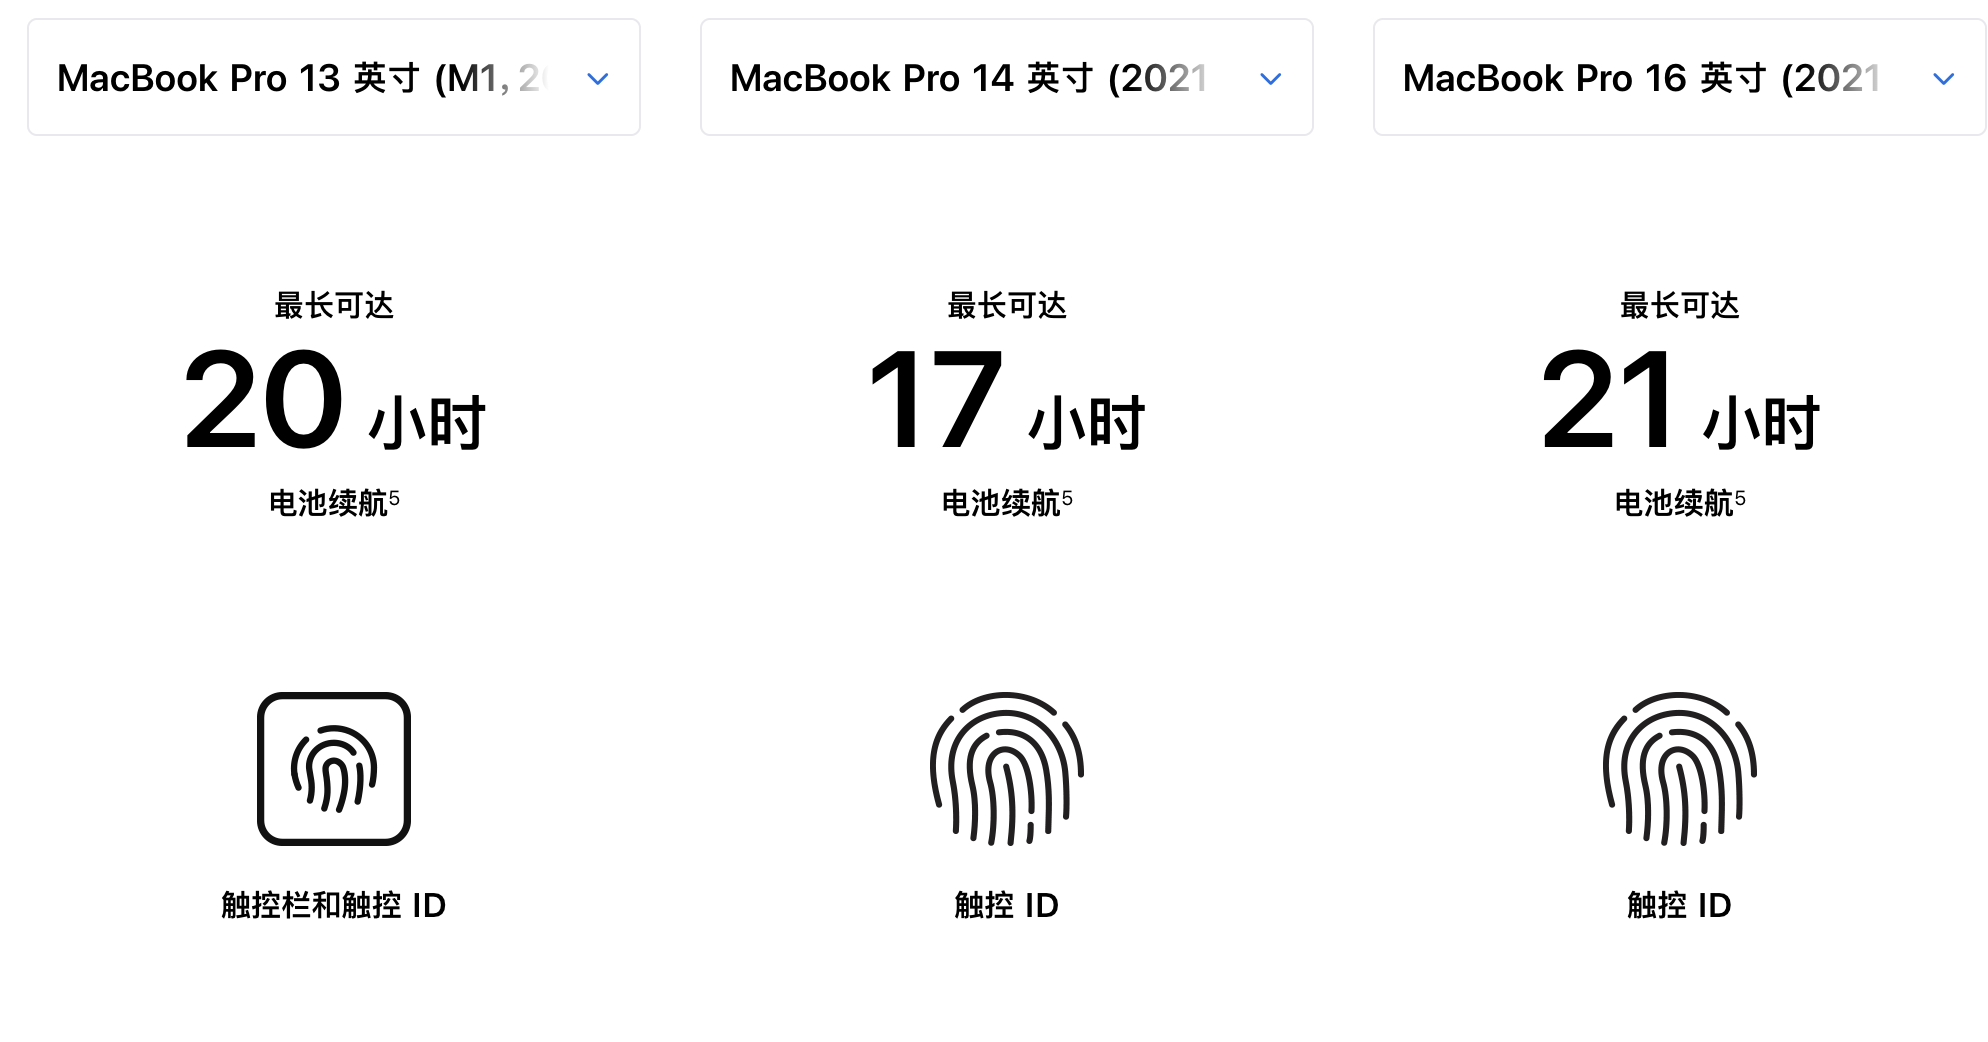 MacBook Pro 13 英寸 (M1, 20
MacBook Pro 14 英寸 (2021
MacBook Pro 16 英寸 (2021
最长可达
20 小时
电池续航5
最长可达
17 小时
电池续航5
最长可达
21 小时
电池续航5
触控栏和触控 ID
触控 ID
触控 ID